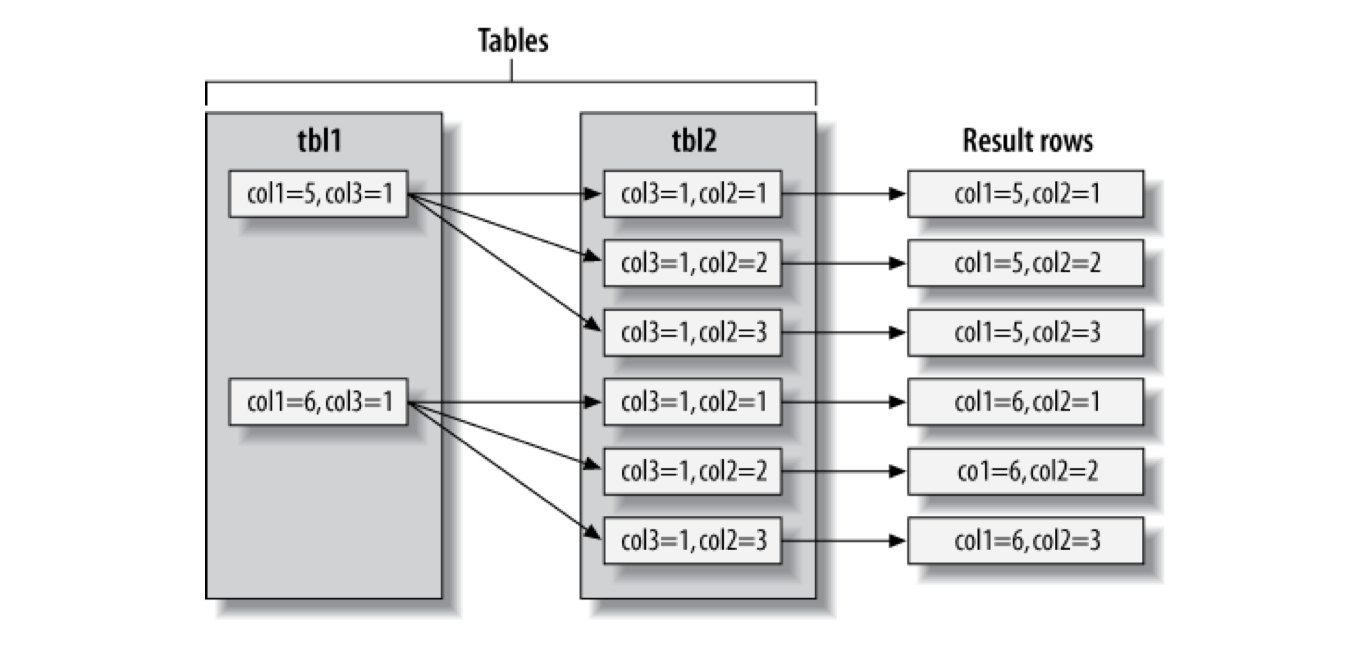 Tables
tbl1
tbl2
Result rows
col1=5, col3=1
col3=1, col2=1
col1=5, col2=1
col3=1, col2=2
col1=5, col2=2
col3=1, col2=3
col1=5, col2=3
col1=6, col3=1
col3=1, col2=1
col1=6, col2=1
col3=1, col2=2
co1=6, col2=2
col3=1, col2=3
col1=6, col2=3